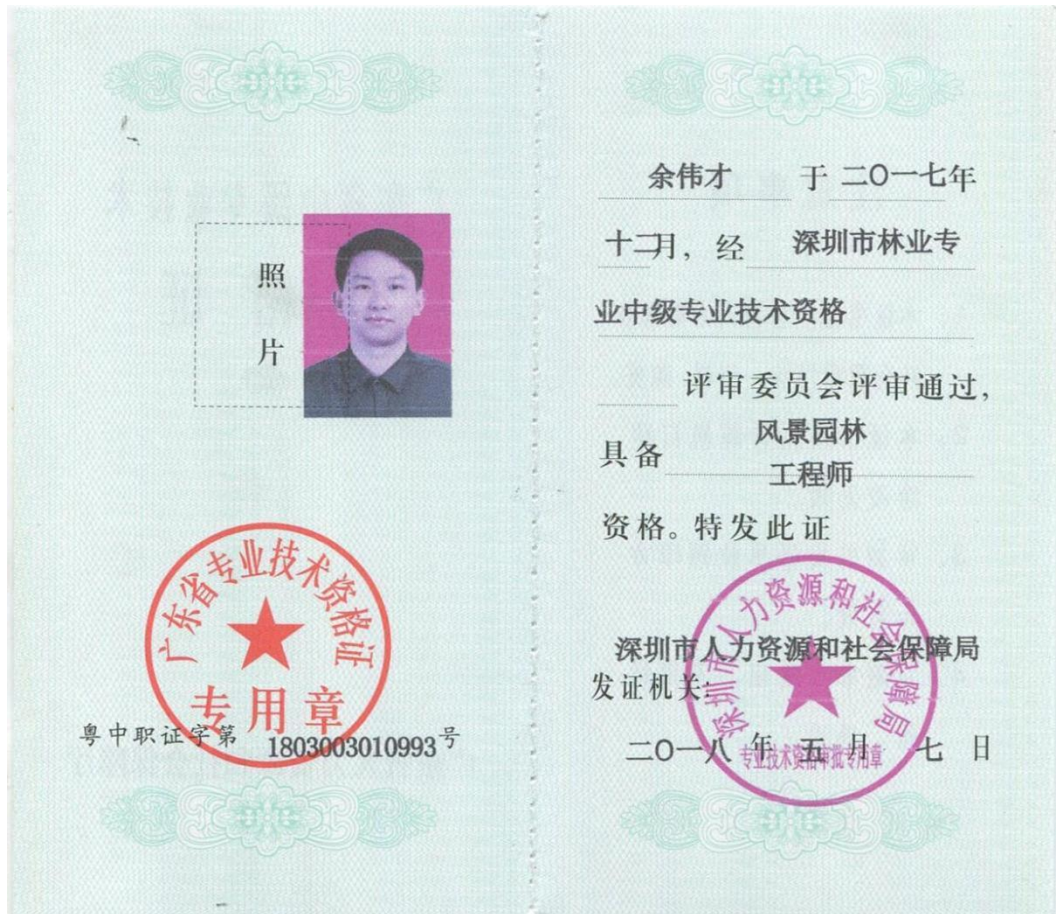 照
片
广东省专业技术资格证
专用章
粤中职证字第 1803003010993号
余伟才 于 二〇一七年
十二月，经 深圳市林业专
业中级专业技术资格
评审委员会评审通过，
具备 风景园林
工程师
资格。特发此证
深圳市人力资源和社会保障局
深圳市人力资源和社会保障局
发证机关：
专业技术资格审批专用章
二〇一八 年 五 月 七 日